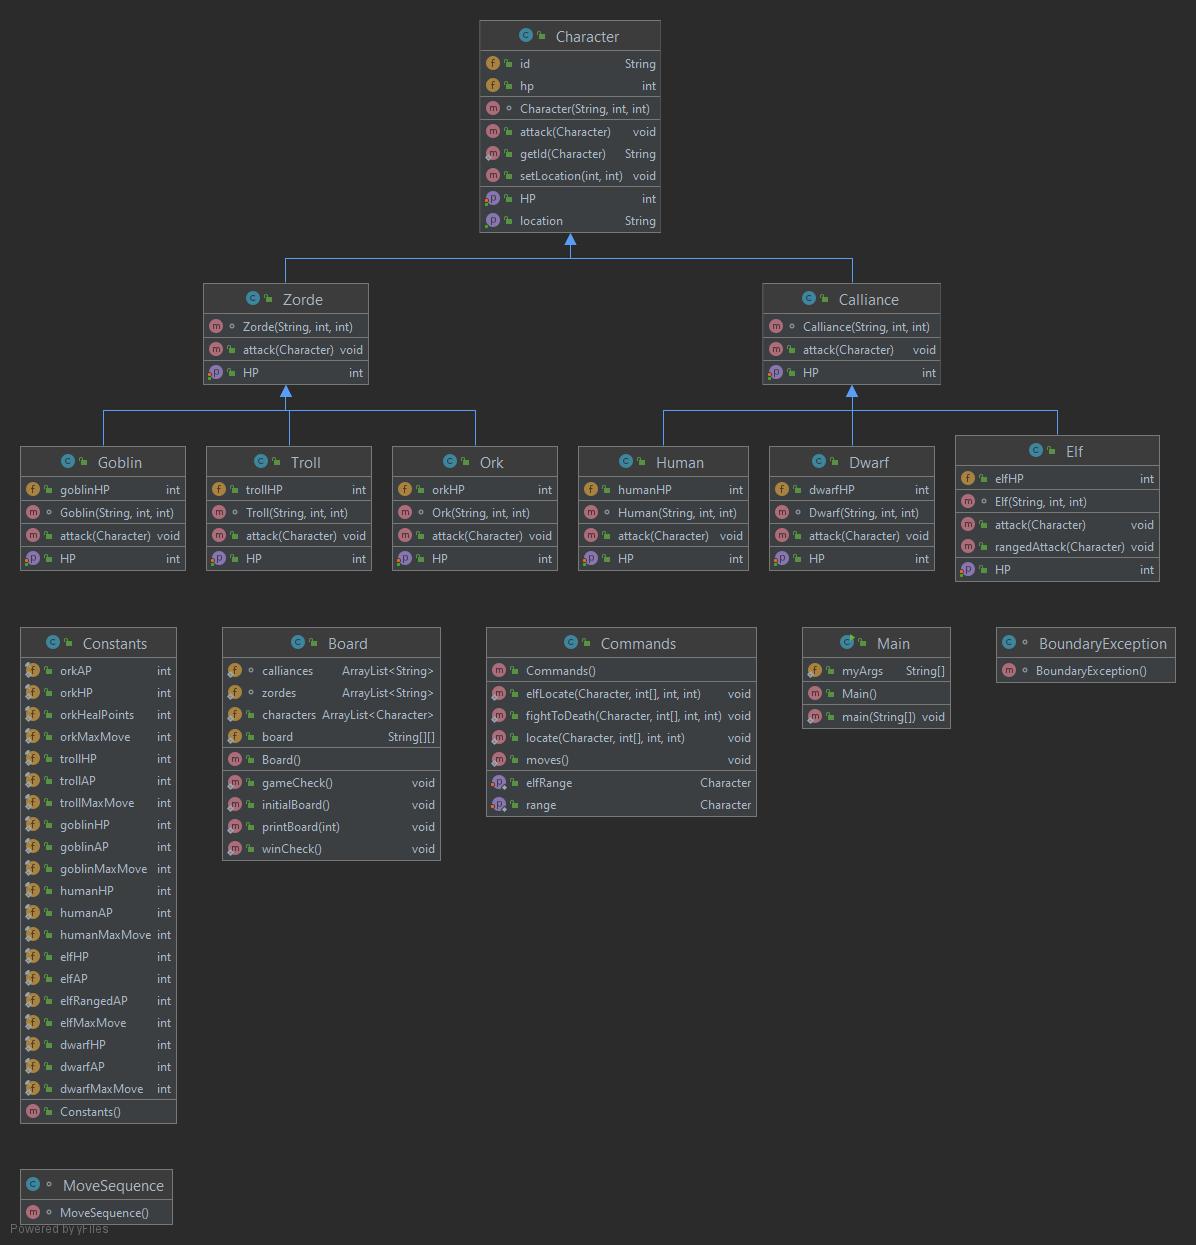 Character
id String
hp int
Character(String, int, int)
attack(Character) void
getId(Character) String
setLocation(int, int) void
HP int
location String
Zorde
Zorde(String, int, int)
attack(Character) void
HP int
Calliance
Calliance(String, int, int)
attack(Character) void
HP int
Goblin
goblinHP int
Goblin(String, int, int)
attack(Character) void
HP int
Troll
trollHP int
Troll(String, int, int)
attack(Character) void
HP int
Ork
orkHP int
Ork(String, int, int)
attack(Character) void
HP int
Human
humanHP int
Human(String, int, int)
attack(Character) void
HP int
Dwarf
dwarfHP int
Dwarf(String, int, int)
attack(Character) void
HP int
Elf
elfHP int
Elf(String, int, int)
attack(Character) void
rangedAttack(Character) void
HP int
Constants
orkAP int
orkHP int
orkHealPoints int
orkMaxMove int
trollHP int
trollAP int
trollMaxMove int
goblinHP int
goblinAP int
goblinMaxMove int
humanHP int
humanAP int
humanMaxMove int
elfHP int
elfAP int
elfRangedAP int
elfMaxMove int
dwarfHP int
dwarfAP int
dwarfMaxMove int
Constants()
Board
calliances ArrayList<String>
zordes ArrayList<String>
characters ArrayList<Character>
board String[][]
Board()
gameCheck() void
initialBoard() void
printBoard(int) void
winCheck() void
Commands
Commands()
elfLocate(Character, int[], int, int) void
fightToDeath(Character, int[], int, int) void
locate(Character, int[], int, int) void
moves() void
elfRange Character
range Character
Main
myArgs String[]
Main()
main(String[]) void
BoundaryException
BoundaryException()
MoveSequence
MoveSequence()
Powered by yFiles